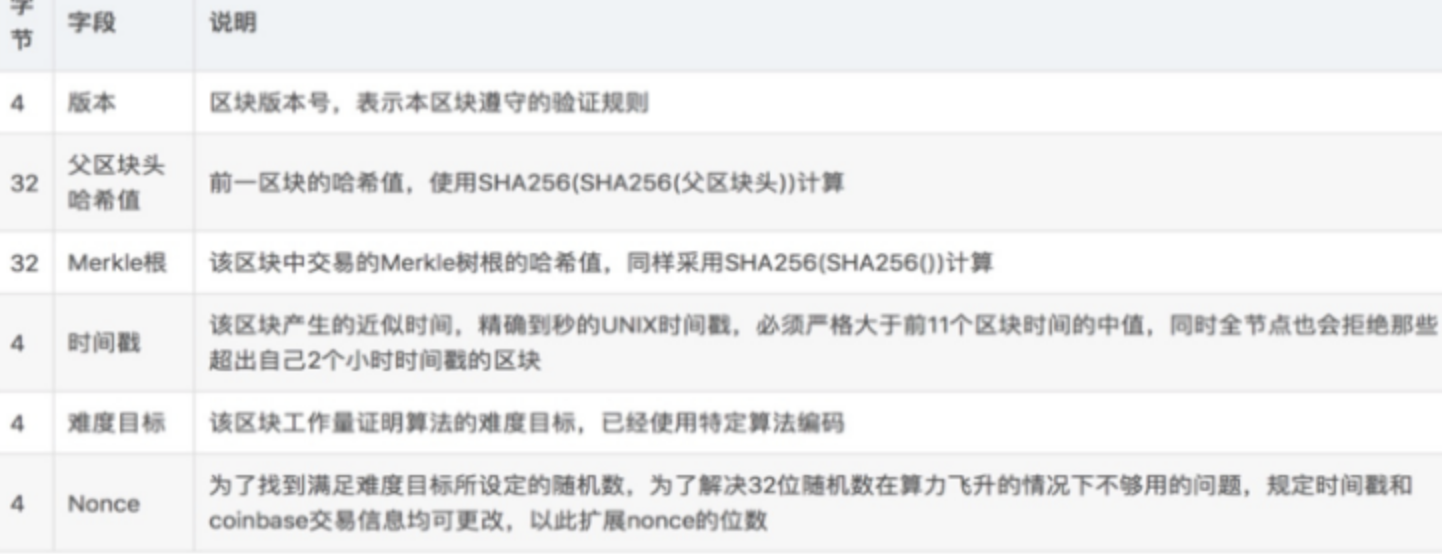 字 字段 说明
节
4 版本 区块版本号，表示本区块遵守的验证规则
父区块头
32 前一区块的哈希值，使用SHA256(SHA256(父区块头))计算
哈希值
32 Merkle根 该区块中交易的Merkle树根的哈希值，同样采用SHA256(SHA256())计算
该区块产生的近似时间，精确到秒的UNIX时间戳，必须严格大于前11个区块时间的中值，同时全节点也会拒绝那些
4 时间戳
超出自己2个小时时间戳的区块
4 难度目标 该区块工作量证明算法的难度目标，已经使用特定算法编码
为了找到满足难度目标所设定的随机数，为了解决32位随机数在算力飞升的情况下不够用的问题，规定时间戳和
4 Nonce
coinbase交易信息均可更改，以此扩展nonce的位数